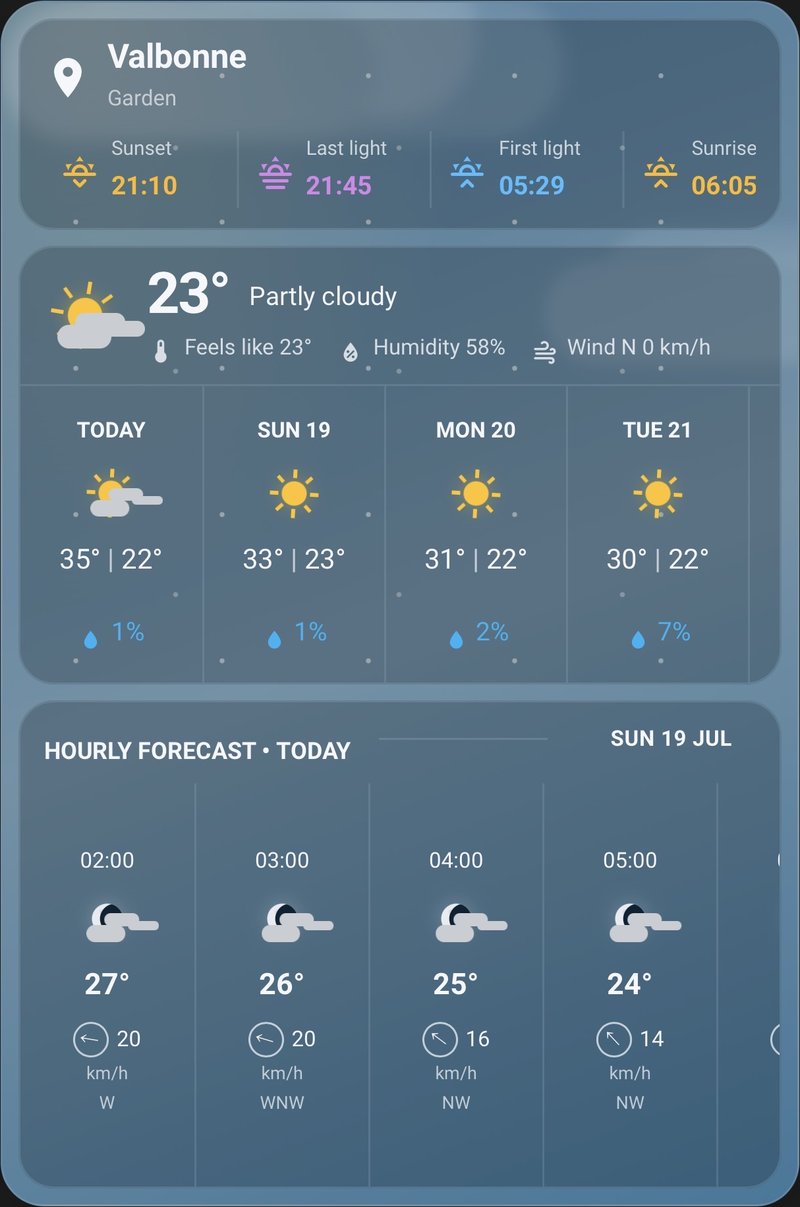 Valbonne
Garden
Sunset Last light First light Sunrise
21:10 21:45 05:29 06:05
23° Partly cloudy
Feels like 23° Humidity 58% Wind N 0 km/h
TODAY SUN 19 MON 20 TUE 21
35° | 22° 33° | 23° 31° | 22° 30° | 22°
1% 1% 2% 7%
HOURLY FORECAST • TODAY SUN 19 JUL
02:00 03:00 04:00 05:00
27° 26° 25° 24°
20 20 16 14
km/h km/h km/h km/h
W WNW NW NW